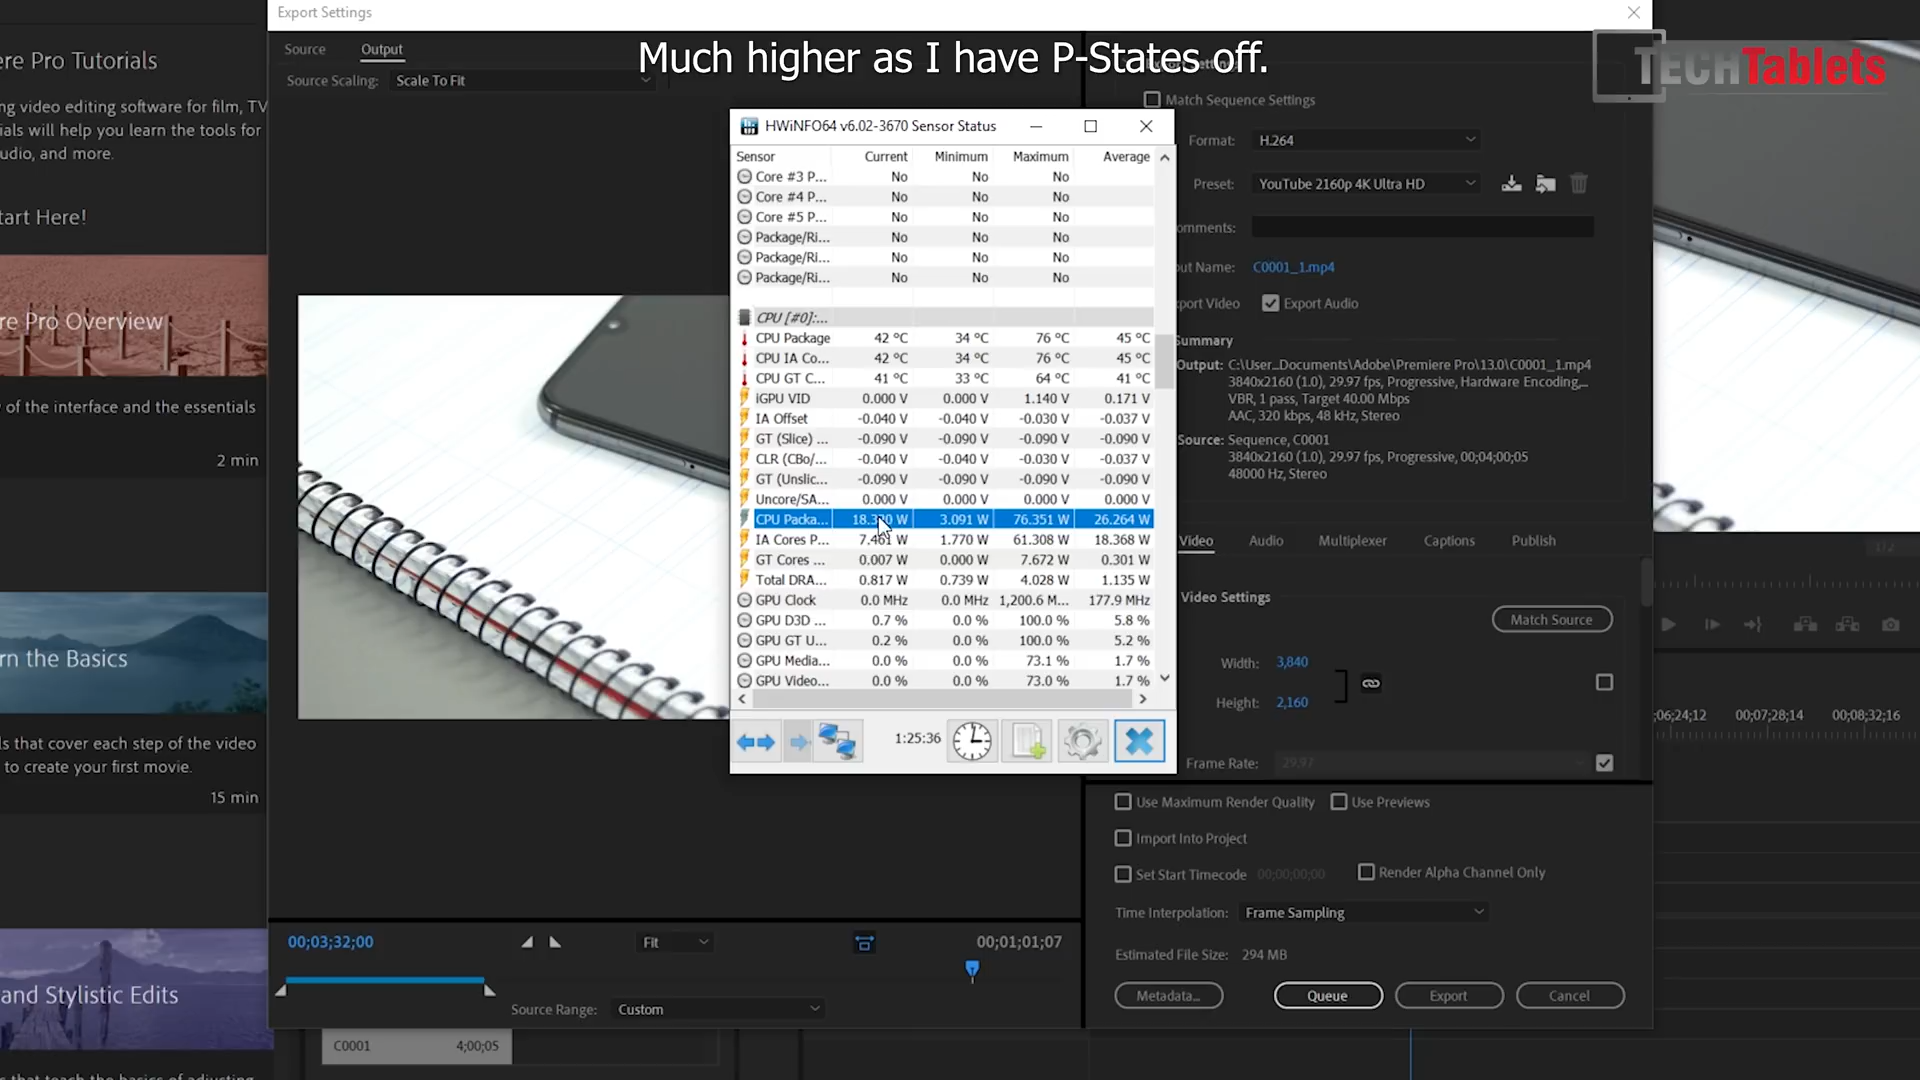 Export Settings
Much higher as I have P-States off.
TECHTablets
Source
Output
Source Scaling:
Scale To Fit
re Pro Tutorials
ng video editing software for film, TV
ials will help you learn the tools for
udio, and more.
tart Here!
re Pro Overview
of the interface and the essentials
2 min
rn the Basics
ls that cover each step of the video
to create your first movie.
15 min
and Stylistic Edits
HWiNFO64 v6.02-3670 Sensor Status
Sensor Current Minimum Maximum Average
Core #3 P... No No No
Core #4 P... No No No
Core #5 P... No No No
Package/Ri... No No No
Package/Ri... No No No
Package/Ri... No No No
CPU [#0]:...
CPU Package 42 °C 34 °C 76 °C 45 °C
CPU IA Co... 42 °C 34 °C 76 °C 45 °C
CPU GT C... 41 °C 33 °C 64 °C 41 °C
iGPU VID 0.000 V 0.000 V 1.140 V 0.171 V
IA Offset -0.040 V -0.040 V -0.030 V -0.037 V
GT (Slice) ... -0.090 V -0.090 V -0.090 V -0.090 V
CLR (CBo/... -0.040 V -0.040 V -0.030 V -0.037 V
GT (Unslic... -0.090 V -0.090 V -0.090 V -0.090 V
Uncore/SA... 0.000 V 0.000 V 0.000 V 0.000 V
CPU Packa... W 3.091 W 76.351 W 26.264 W
IA Cores P... 7.461 W 1.770 W 61.308 W 18.368 W
GT Cores ... 0.007 W 0.000 W 7.672 W 0.301 W
Total DRA... 0.817 W 0.739 W 4.028 W 1.135 W
GPU Clock 0.0 MHz 0.0 MHz 1,200.6 M... 177.9 MHz
GPU D3D ... 0.7 % 0.0 % 100.0 % 5.8 %
GPU GT U... 0.2 % 0.0 % 100.0 % 5.2 %
GPU Media... 0.0 % 0.0 % 73.1 % 1.7 %
GPU Video... 0.0 % 0.0 % 73.0 % 1.7 %
1:25:36
Match Sequence Settings
Format: H.264
Preset: YouTube 2160p 4K Ultra HD
omments:
put Name: C0001_1.mp4
xport Video Export Audio
Summary
Output: C:\User...Documents\Adobe\Premiere Pro\13.0\C0001_1.mp4
3840x2160 (1.0), 29.97 fps, Progressive, Hardware Encoding,...
VBR, 1 pass, Target 40.00 Mbps
AAC, 320 kbps, 48 kHz, Stereo
Source: Sequence, C0001
3840x2160 (1.0), 29.97 fps, Progressive, 00;04;00;05
48000 Hz, Stereo
Video Audio Multiplexer Captions Publish
Video Settings
Match Source
Width: 3,840
Height: 2,160
Frame Rate: 29.97
Use Maximum Render Quality Use Previews
Import Into Project
Set Start Timecode 00;00;00;00 Render Alpha Channel Only
Time Interpolation: Frame Sampling
Estimated File Size: 294 MB
Metadata... Queue Export Cancel
00;03;32;00
Fit
00;01;01;07
Source Range: Custom
C0001 4;00;05
1/2
;06;24;12 00;07;28;14 00;08;32;16